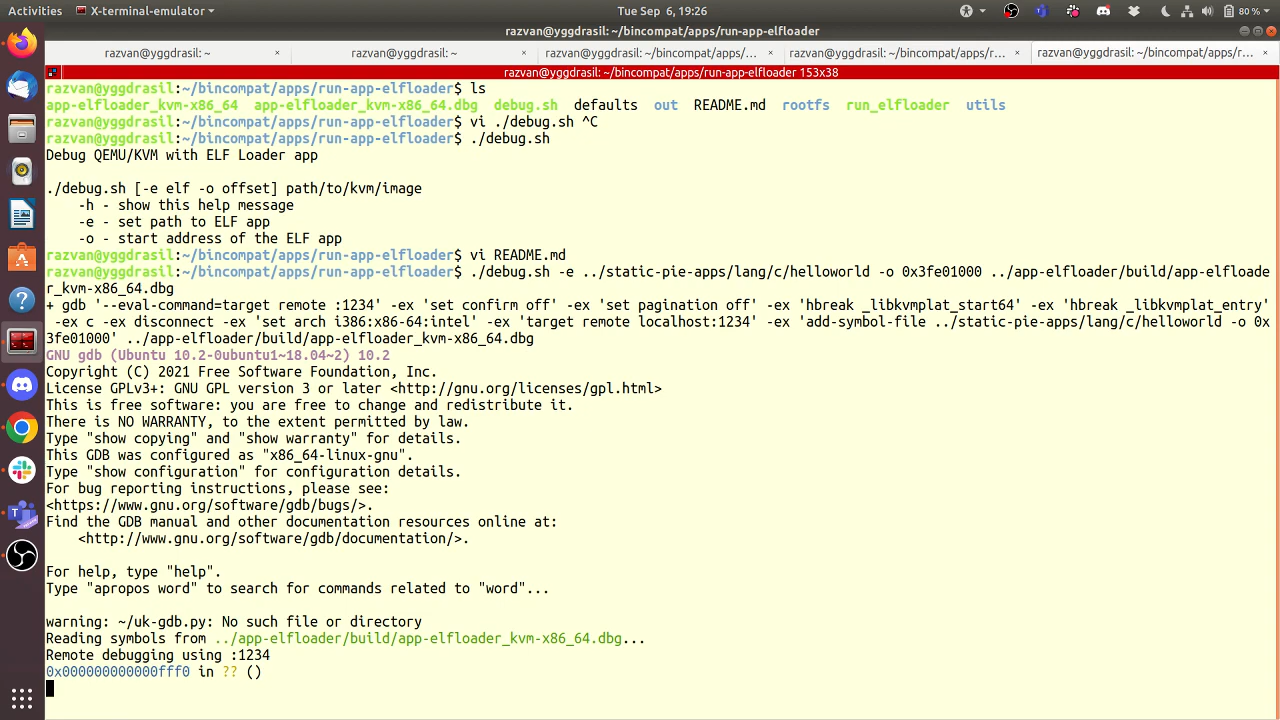 Activities
X-terminal-emulator
Tue Sep 6, 19:26
80 %
razvan@yggdrasil: ~/bincompat/apps/run-app-elfloader
razvan@yggdrasil: ~
razvan@yggdrasil: ~
razvan@yggdrasil: ~/bincompat/apps/...
razvan@yggdrasil: ~/bincompat/apps/r...
razvan@yggdrasil: ~/bincompat/apps/r...
razvan@yggdrasil: ~/bincompat/apps/run-app-elfloader 153x38
razvan@yggdrasil:~/bincompat/apps/run-app-elfloader$ ls
app-elfloader_kvm-x86_64  app-elfloader_kvm-x86_64.dbg  debug.sh  defaults  out  README.md  rootfs  run_elfloader  utils
razvan@yggdrasil:~/bincompat/apps/run-app-elfloader$ vi ./debug.sh ^C
razvan@yggdrasil:~/bincompat/apps/run-app-elfloader$ ./debug.sh
Debug QEMU/KVM with ELF Loader app
./debug.sh [-e elf -o offset] path/to/kvm/image
-h - show this help message
-e - set path to ELF app
-o - start address of the ELF app
razvan@yggdrasil:~/bincompat/apps/run-app-elfloader$ vi README.md
razvan@yggdrasil:~/bincompat/apps/run-app-elfloader$ ./debug.sh -e ../static-pie-apps/lang/c/helloworld -o 0x3fe01000 ../app-elfloader/build/app-elfloade
r_kvm-x86_64.dbg
+ gdb '--eval-command=target remote :1234' -ex 'set confirm off' -ex 'set pagination off' -ex 'hbreak _libkvmplat_start64' -ex 'hbreak _libkvmplat_entry'
-ex c -ex disconnect -ex 'set arch i386:x86-64:intel' -ex 'target remote localhost:1234' -ex 'add-symbol-file ../static-pie-apps/lang/c/helloworld -o 0x
3fe01000' ../app-elfloader/build/app-elfloader_kvm-x86_64.dbg
GNU gdb (Ubuntu 10.2-0ubuntu1~18.04~2) 10.2
Copyright (C) 2021 Free Software Foundation, Inc.
License GPLv3+: GNU GPL version 3 or later <http://gnu.org/licenses/gpl.html>
This is free software: you are free to change and redistribute it.
There is NO WARRANTY, to the extent permitted by law.
Type "show copying" and "show warranty" for details.
This GDB was configured as "x86_64-linux-gnu".
Type "show configuration" for configuration details.
For bug reporting instructions, please see:
<https://www.gnu.org/software/gdb/bugs/>.
Find the GDB manual and other documentation resources online at:
<http://www.gnu.org/software/gdb/documentation/>.
For help, type "help".
Type "apropos word" to search for commands related to "word"...
warning: ~/uk-gdb.py: No such file or directory
Reading symbols from ../app-elfloader/build/app-elfloader_kvm-x86_64.dbg...
Remote debugging using :1234
0x000000000000fff0 in ?? ()